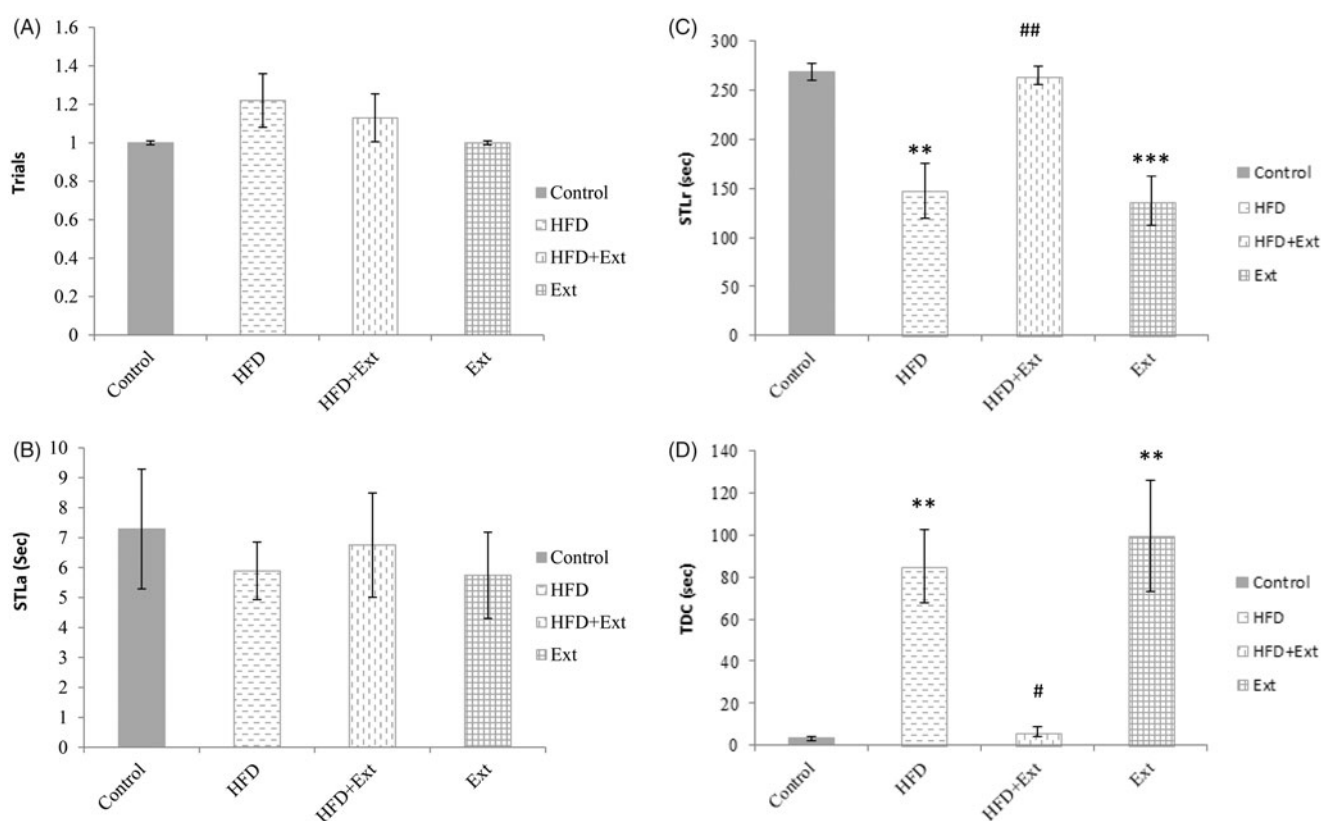 (A)
1.6
1.4
1.2
1
0.8
0.6
0.4
0.2
0
Trials
Control
HFD
HFD+Ext
Ext
Control
HFD
HFD+Ext
Ext
(B)
10
9
8
7
6
5
4
3
2
1
0
STLa (Sec)
Control
HFD
HFD+Ext
Ext
Control
HFD
HFD+Ext
Ext
(C)
300
250
200
150
100
50
0
STLr (sec)
**
##
***
Control
HFD
HFD+Ext
Ext
Control
HFD
HFD+Ext
Ext
(D)
140
120
100
80
60
40
20
0
TDC (sec)
**
#
**
Control
HFD
HFD+Ext
Ext
Control
HFD
HFD+Ext
Ext